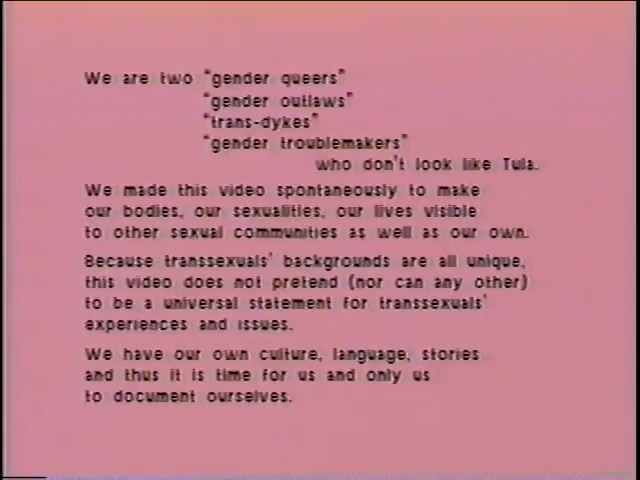 We are two "gender queers"
"gender outlaws"
"trans-dykes"
"gender troublemakers"
who don't look like Tula.
We made this video spontaneously to make
our bodies, our sexualities, our lives visible
to other sexual communities as well as our own.
Because transsexuals' backgrounds are all unique,
this video does not pretend (nor can any other)
to be a universal statement for transsexuals'
experiences and issues.
We have our own culture, language, stories
and thus it is time for us and only us
to document ourselves.